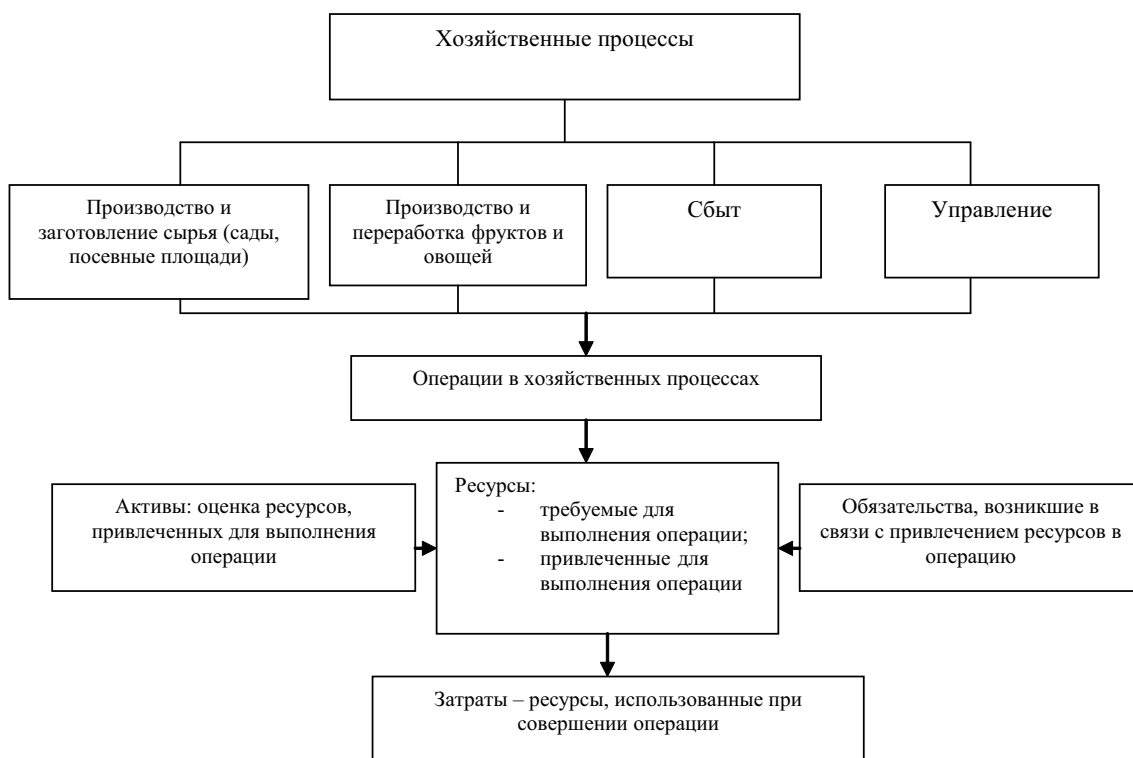 Хозяйственные процессы
Производство и
заготовление сырья (сады,
посевные площади)
Производство и
переработка фруктов и
овощей
Сбыт
Управление
Операции в хозяйственных процессах
Активы: оценка ресурсов,
привлеченных для выполнения
операции
Ресурсы:
- требуемые для
выполнения операции;
- привлеченные для
выполнения операции
Обязательства, возникшие в
связи с привлечением ресурсов в
операцию
Затраты – ресурсы, использованные при
совершении операции